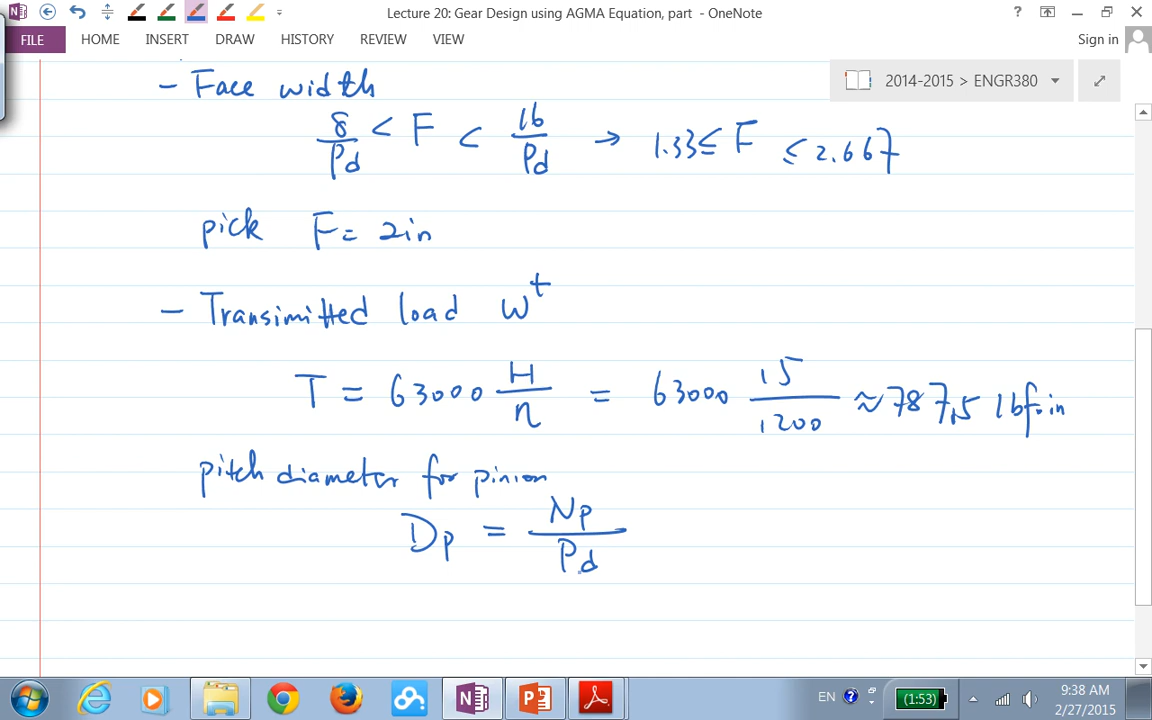 Lecture 20: Gear Design using AGMA Equation, part - OneNote
FILE HOME INSERT DRAW HISTORY REVIEW VIEW Sign in
2014-2015 > ENGR380
- Face width
8/Pd < F < 16/Pd → 1.33 ≤ F ≤ 2.667
pick F = 2in
- Transimitted load W^t
T = 63000 H/n = 63000 15/1200 ≈ 787.5 lbf·in
pitch diameter for pinion
Dp = Np/Pd
EN (1:53) 9:38 AM
2/27/2015